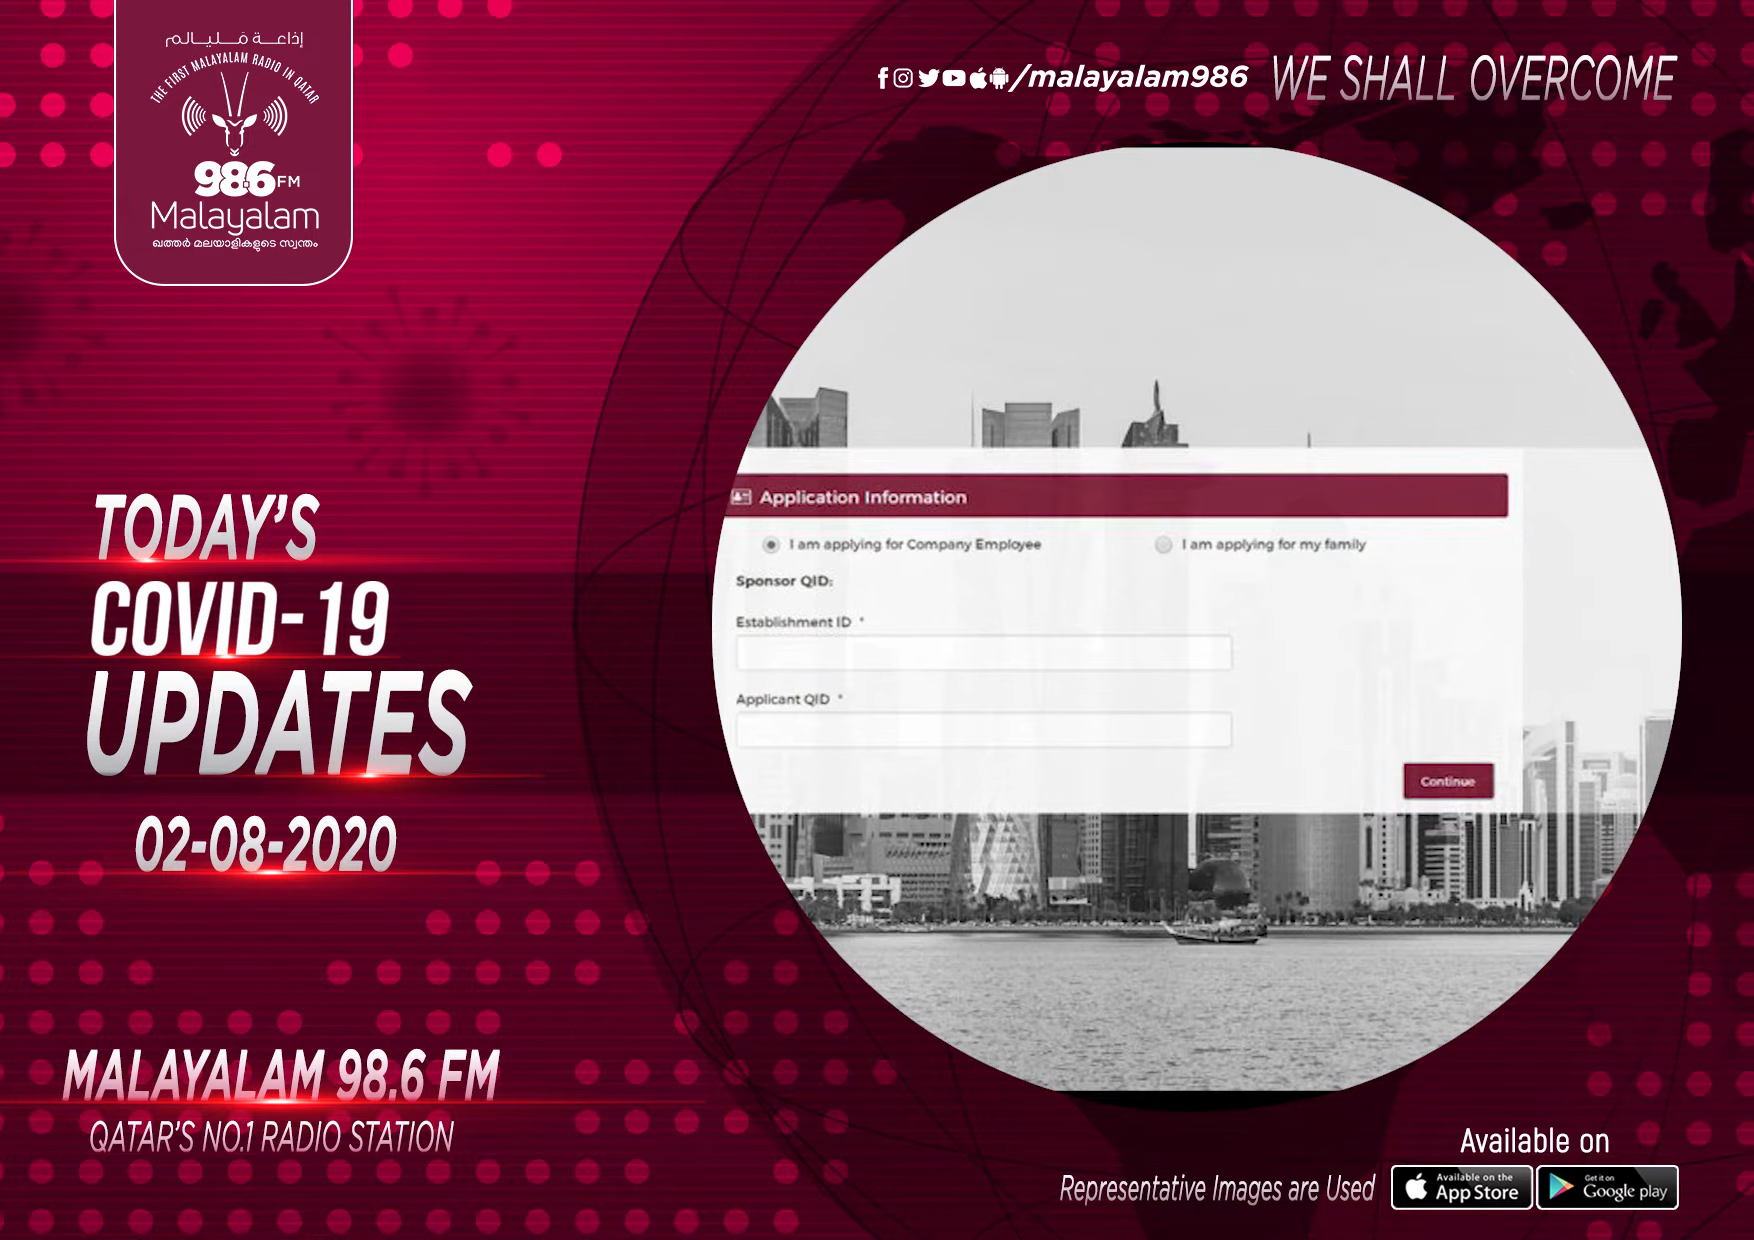 إذاعة مليالم
THE FIRST MALAYALAM RADIO IN QATAR
98.6 FM
Malayalam
ഖത്തർ മലയാളികളുടെ സ്വന്തം
/malayalam986 WE SHALL OVERCOME
TODAY'S
COVID-19
UPDATES
02-08-2020
MALAYALAM 98.6 FM
QATAR'S NO.1 RADIO STATION
Application Information
I am applying for Company Employee
I am applying for my family
Sponsor QID:
Establishment ID *
Applicant QID *
Continue
Available on
Representative Images are Used
Available on the
App Store
Get it on
Google play